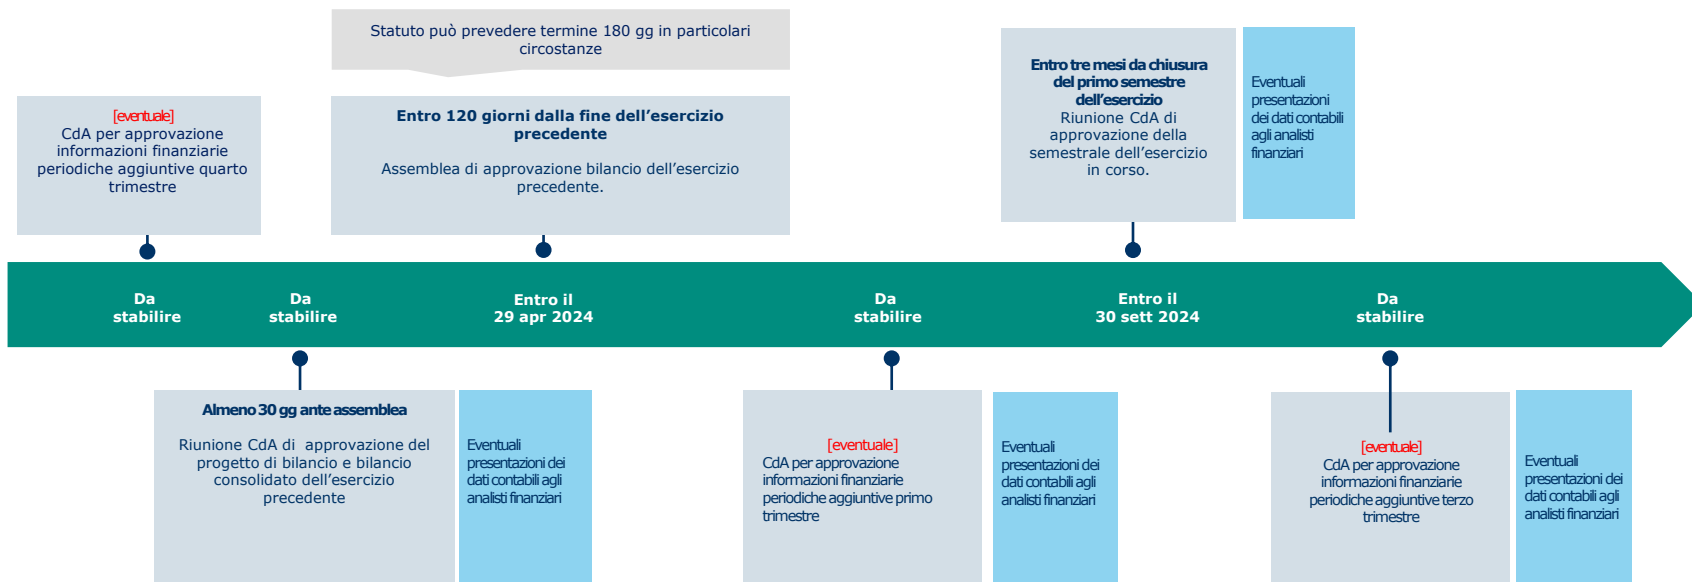 Statuto può prevedere termine 180 gg in particolari
circostanze
[eventuale]
CdA per approvazione
informazioni finanziarie
periodiche aggiuntive quarto
trimestre
Entro 120 giorni dalla fine dell'esercizio
precedente
Assemblea di approvazione bilancio dell'esercizio
precedente.
Entro tre mesi da chiusura
del primo semestre
dell'esercizio
Riunione CdA di
approvazione della
semestrale dell'esercizio
in corso.
Eventuali
presentazioni
dei dati contabili
agli analisti
finanziari
Da
stabilire
Da
stabilire
Entro il
29 apr 2024
Da
stabilire
Entro il
30 sett 2024
Da
stabilire
Almeno 30 gg ante assemblea
Riunione CdA di approvazione del
progetto di bilancio e bilancio
consolidato dell'esercizio
precedente
Eventuali
presentazioni dei
dati contabili agli
analisti finanziari
[eventuale]
CdA per approvazione
informazioni finanziarie
periodiche aggiuntive primo
trimestre
Eventuali
presentazioni dei
dati contabili agli
analisti finanziari
[eventuale]
CdA per approvazione
informazioni finanziarie
periodiche aggiuntive terzo
trimestre
Eventuali
presentazioni dei
dati contabili agli
analisti finanziari